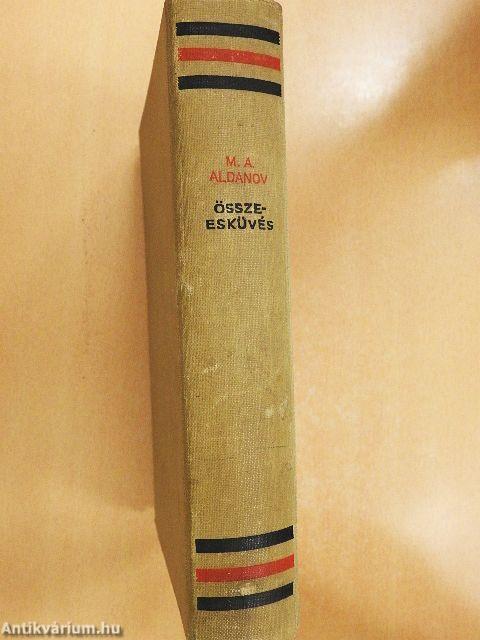 M. A.
ALDANOV
ÖSSZE-
ESKÜVÉS
Antikvárium.hu